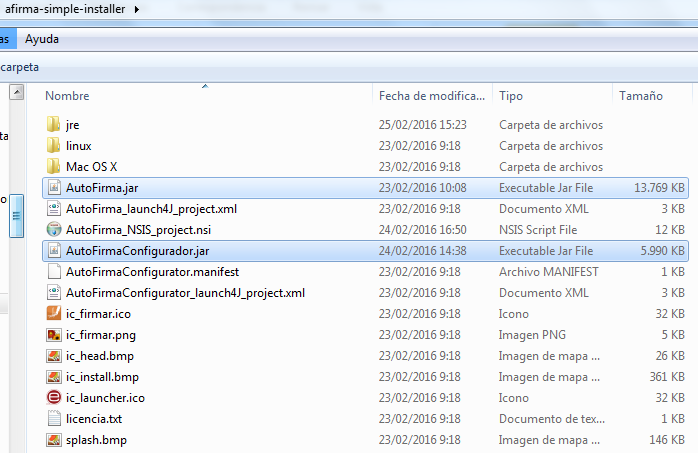 afirma-simple-installer
as Ayuda
carpeta
Nombre Fecha de modifica... Tipo Tamaño
jre 25/02/2016 15:23 Carpeta de archivos
linux 23/02/2016 9:18 Carpeta de archivos
Mac OS X 23/02/2016 9:18 Carpeta de archivos
AutoFirma.jar 23/02/2016 10:08 Executable Jar File 13.769 KB
AutoFirma_launch4J_project.xml 23/02/2016 9:18 Documento XML 3 KB
AutoFirma_NSIS_project.nsi 24/02/2016 16:50 NSIS Script File 12 KB
AutoFirmaConfigurador.jar 24/02/2016 14:38 Executable Jar File 5.990 KB
AutoFirmaConfigurator.manifest 23/02/2016 9:18 Archivo MANIFEST 1 KB
AutoFirmaConfigurator_launch4J_project.xml 23/02/2016 9:18 Documento XML 3 KB
ic_firmar.ico 23/02/2016 9:18 Icono 32 KB
ic_firmar.png 23/02/2016 9:18 Imagen PNG 5 KB
ic_head.bmp 23/02/2016 9:18 Imagen de mapa ... 26 KB
ic_install.bmp 23/02/2016 9:18 Imagen de mapa ... 361 KB
ic_launcher.ico 23/02/2016 9:18 Icono 32 KB
licencia.txt 23/02/2016 9:18 Documento de tex... 1 KB
splash.bmp 23/02/2016 9:18 Imagen de mapa ... 146 KB